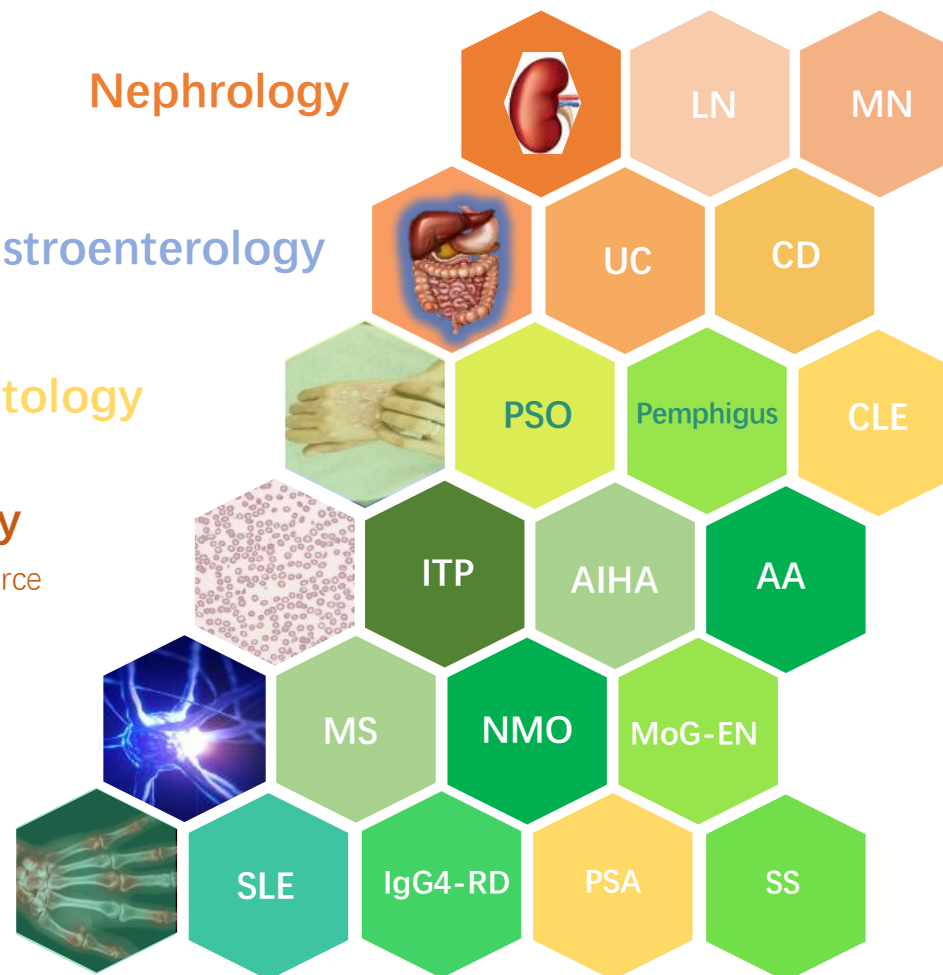 Nephrology
LN
MN
stroenterology
UC
CD
tology
PSO
Pemphigus
CLE
y
rce
ITP
AIHA
AA
MS
NMO
MoG-EN
SLE
IgG4-RD
PSA
SS